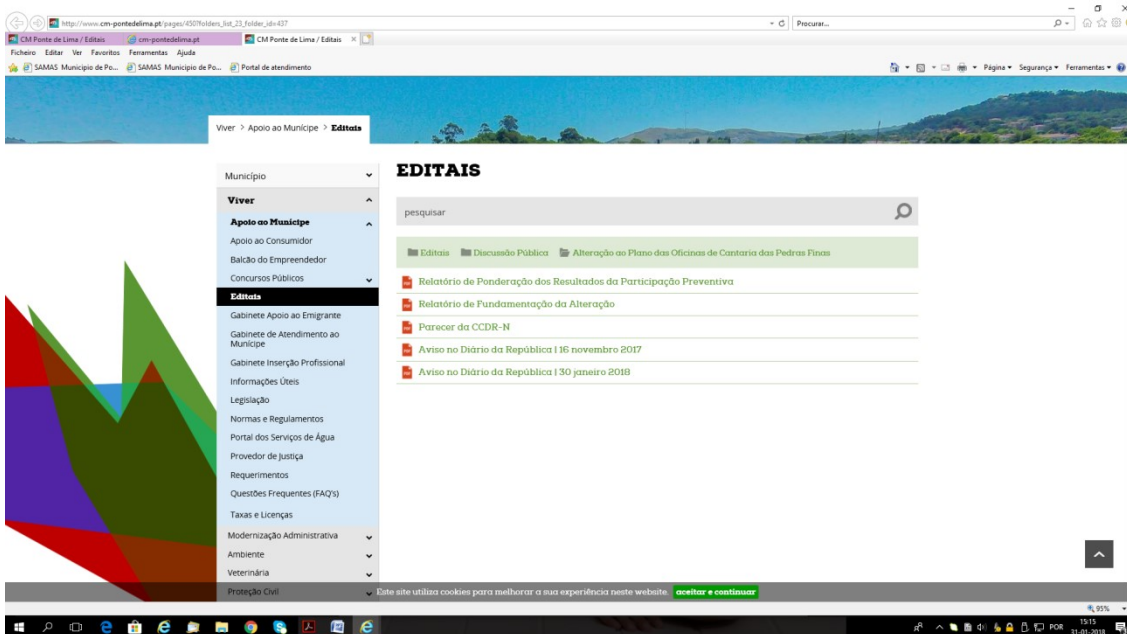 http://www.cm-pontedelima.pt/pages/450?folders_list_23_folder_id=437
Procurar...
CM Ponte de Lima / Editais
cm-pontedelima.pt
CM Ponte de Lima / Editais
Ficheiro Editar Ver Favoritos Ferramentas Ajuda
SAMAS Municipio de Po...
SAMAS Municipio de Po...
Portal de atendimento
Página
Segurança
Ferramentas
Viver > Apoio ao Munícipe > Editais
Município
Viver
Apoio ao Munícipe
Apoio ao Consumidor
Balcão do Empreendedor
Concursos Públicos
Editais
Gabinete Apoio ao Emigrante
Gabinete de Atendimento ao
Munícipe
Gabinete Inserção Profissional
Informações Úteis
Legislação
Normas e Regulamentos
Portal dos Serviços de Água
Provedor de Justiça
Requerimentos
Questões Frequentes (FAQ's)
Taxas e Licenças
Modernização Administrativa
Ambiente
Veterinária
Proteção Civil
EDITAIS
pesquisar
Editais Discussão Pública Alteração ao Plano das Oficinas de Cantaria das Pedras Finas
Relatório de Ponderação dos Resultados da Participação Preventiva
Relatório de Fundamentação da Alteração
Parecer da CCDR-N
Aviso no Diário da República | 16 novembro 2017
Aviso no Diário da República | 30 janeiro 2018
Este site utiliza cookies para melhorar a sua experiência neste website. aceitar e continuar
95%
POR
15:15
31-01-2018